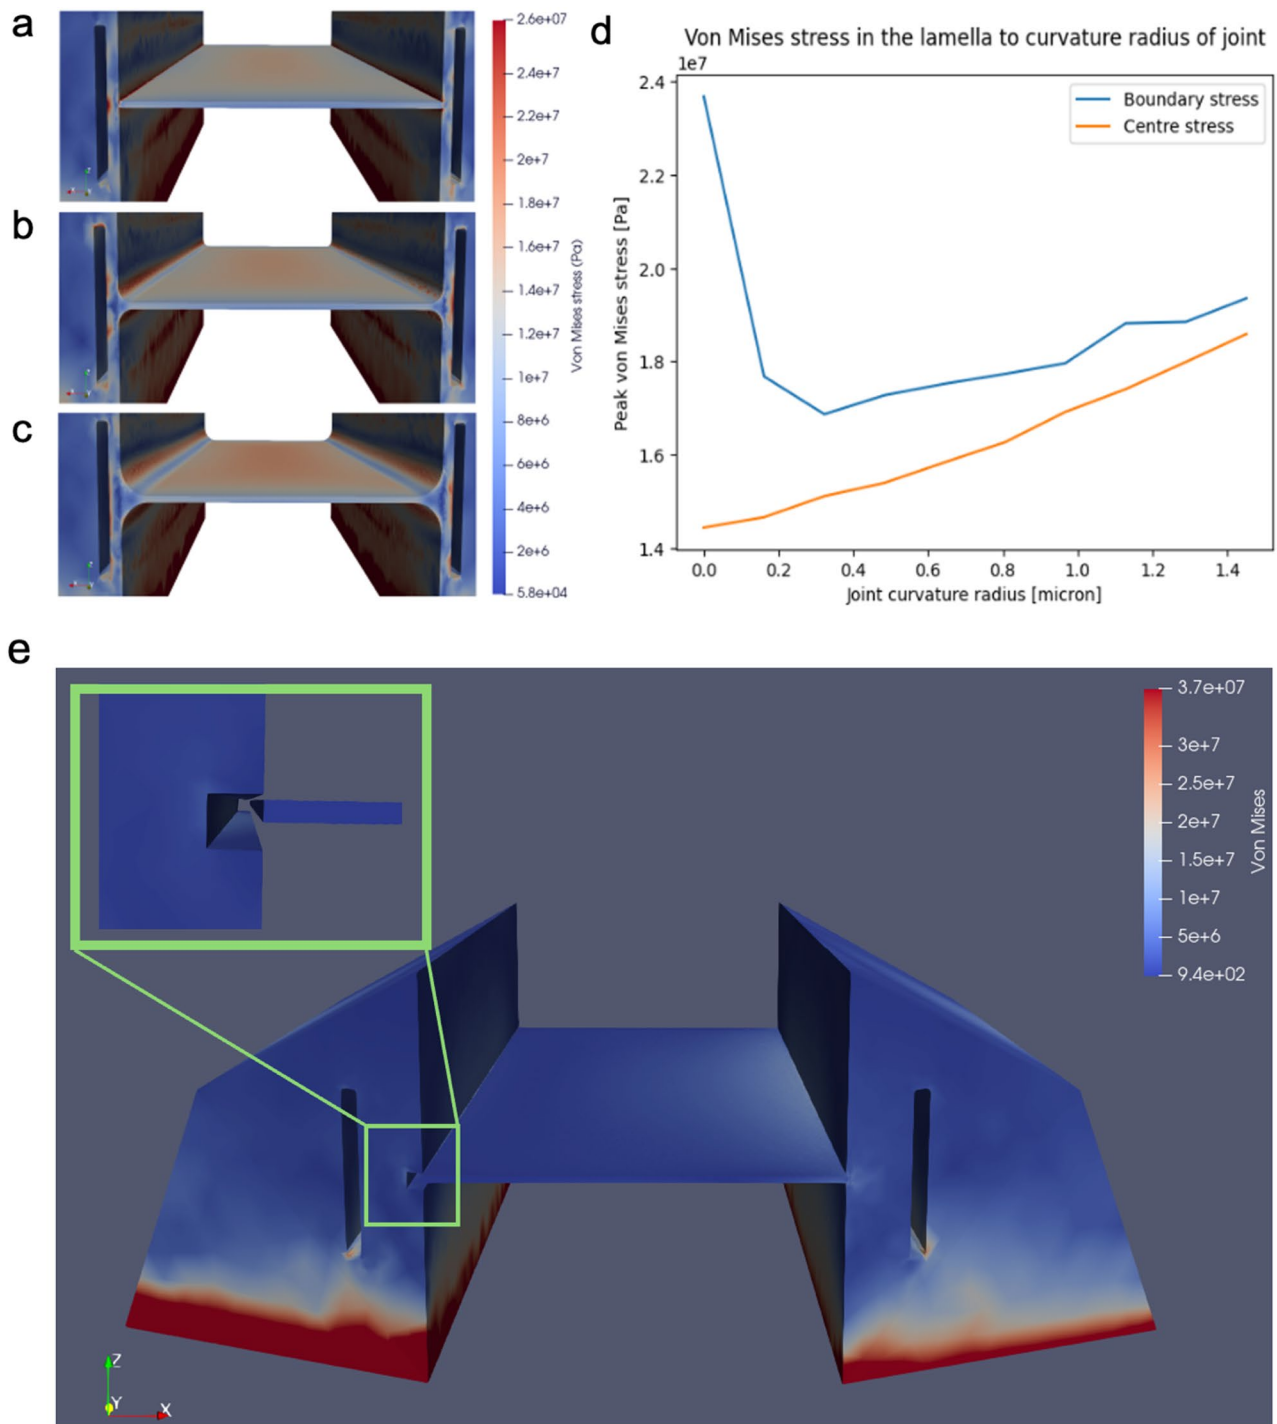 a
b
c
2.6e+07
2.4e+7
2.2e+7
2e+7
1.8e+7
1.6e+7
1.4e+7
1.2e+7
1e+7
8e+6
6e+6
4e+6
2e+6
5.8e+04
Von Mises stress (Pa)
d
Von Mises stress in the lamella to curvature radius of joint
1e7
2.4
2.2
2.0
1.8
1.6
1.4
Peak von Mises stress [Pa]
Boundary stress
Centre stress
0.0 0.2 0.4 0.6 0.8 1.0 1.2 1.4
Joint curvature radius [micron]
e
3.7e+07
3e+7
2.5e+7
2e+7
1.5e+7
1e+7
5e+6
9.4e+02
Von Mises
Z
Y
X